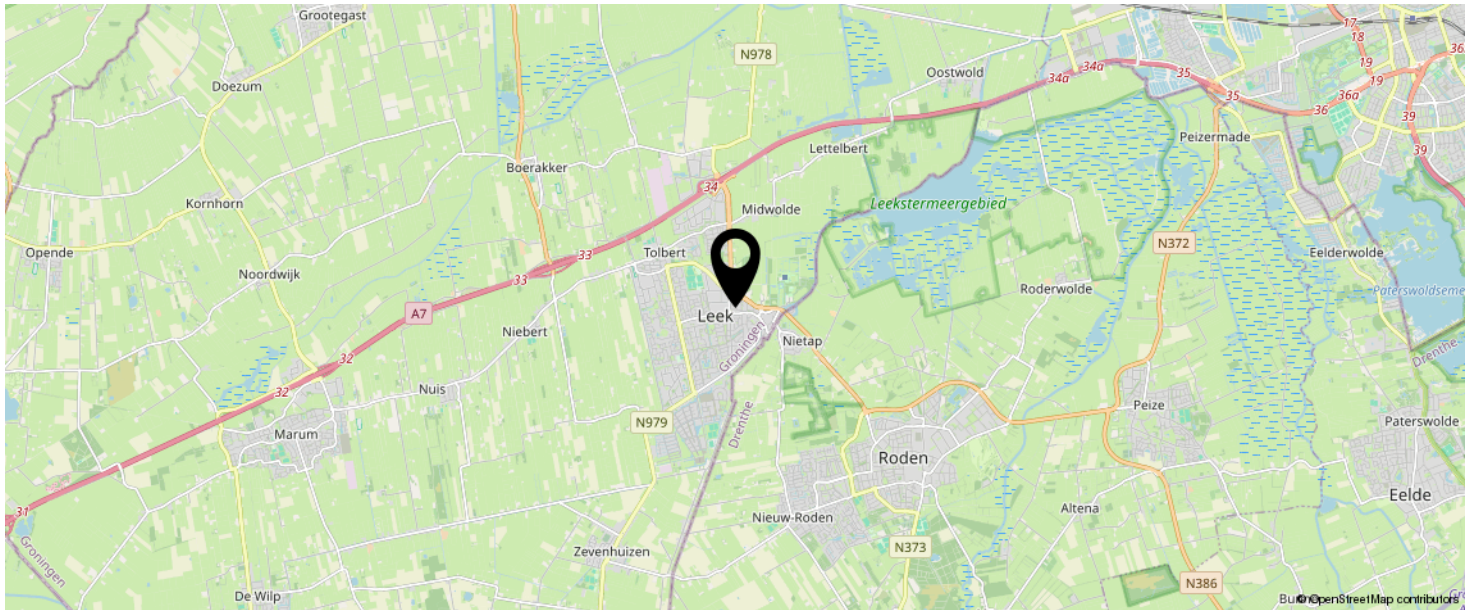 Grootegast
17
18
36
N978
35
34a
34a
Oostwold
19
19
Doezum
35
36a
36
39
Peizermade
Lettelbert
39
Boerakker
34
Kornhorn
Leekstermeergebied
Midwolde
N372
Opende
Tolbert
33
Eelderwolde
Noordwijk
33
Roderwolde
Paterswoldseme
A7
Leek
Niebert
Nietap
Groningen
Drenthe
32
32
Nuis
Peize
Marum
N979
Drenthe
Paterswolde
Roden
Eelde
31
Altena
Nieuw-Roden
Groningen
Zevenhuizen
N373
N386
De Wilp
© OpenStreetMap contributors